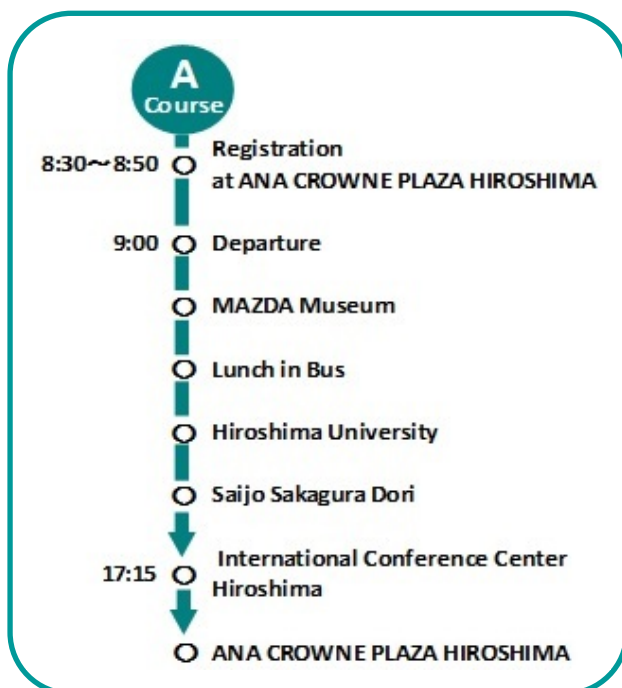 A
Course
8:30～8:50 Registration
at ANA CROWNE PLAZA HIROSHIMA
9:00 Departure
MAZDA Museum
Lunch in Bus
Hiroshima University
Saijo Sakagura Dori
17:15 International Conference Center
Hiroshima
ANA CROWNE PLAZA HIROSHIMA